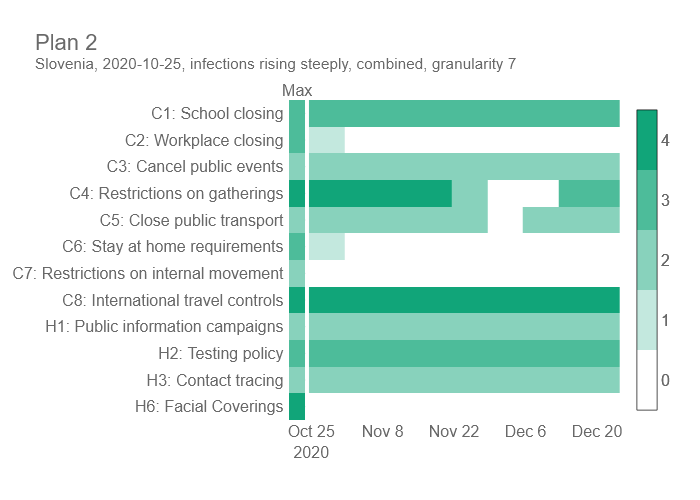 Plan 2
Slovenia, 2020-10-25, infections rising steeply, combined, granularity 7
Max
C1: School closing
C2: Workplace closing
C3: Cancel public events
C4: Restrictions on gatherings
C5: Close public transport
C6: Stay at home requirements
C7: Restrictions on internal movement
C8: International travel controls
H1: Public information campaigns
H2: Testing policy
H3: Contact tracing
H6: Facial Coverings
4
3
2
1
0
Oct 25 Nov 8 Nov 22 Dec 6 Dec 20
2020